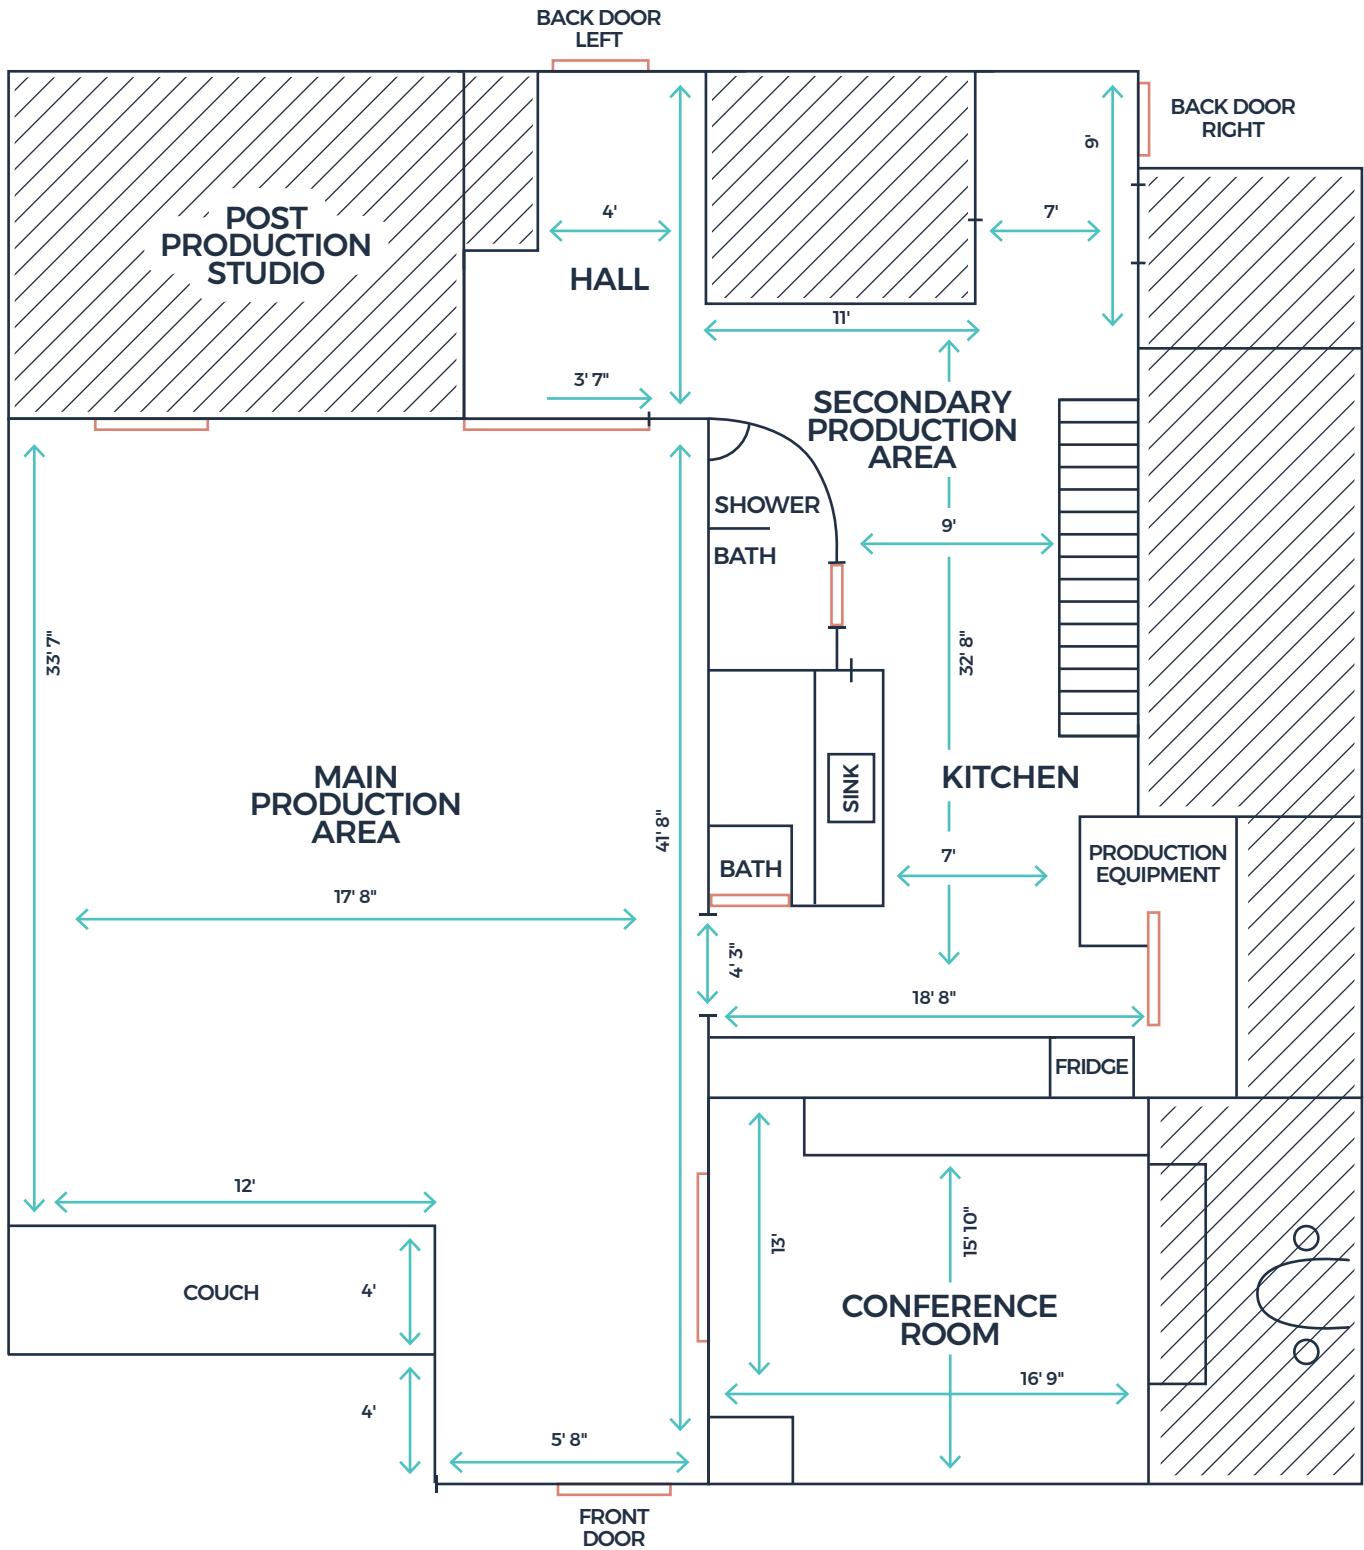 BACK DOOR
LEFT
BACK DOOR
RIGHT
9'
POST
PRODUCTION
STUDIO
4'
7'
HALL
11'
3' 7"
SECONDARY
PRODUCTION
AREA
SHOWER
9'
BATH
33' 7"
32' 8"
MAIN
PRODUCTION
AREA
KITCHEN
SINK
41' 8"
7'
PRODUCTION
EQUIPMENT
BATH
17' 8"
4' 3"
18' 8"
FRIDGE
12'
13'
15' 10"
COUCH
4'
CONFERENCE
ROOM
16' 9"
4'
5' 8"
FRONT
DOOR